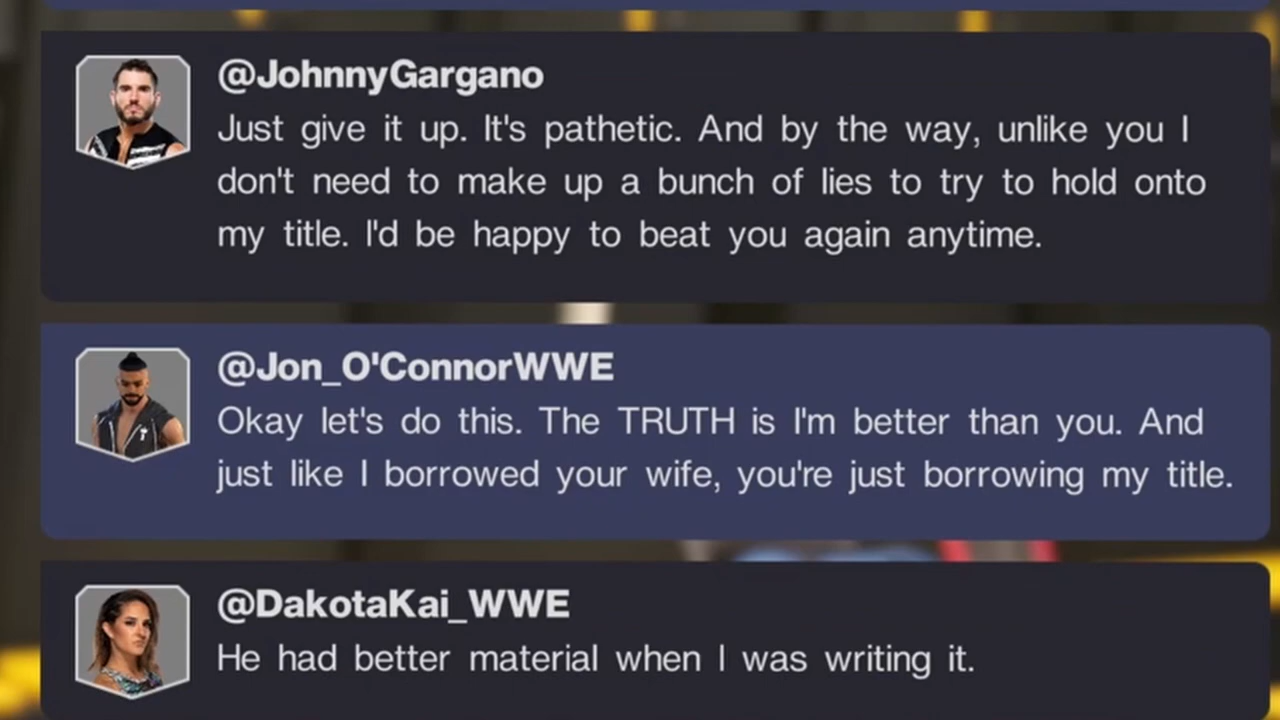 @JohnnyGargano
Just give it up. It's pathetic. And by the way, unlike you I
don't need to make up a bunch of lies to try to hold onto
my title. I'd be happy to beat you again anytime.
@Jon_O'ConnorWWE
Okay let's do this. The TRUTH is I'm better than you. And
just like I borrowed your wife, you're just borrowing my title.
@DakotaKai_WWE
He had better material when I was writing it.